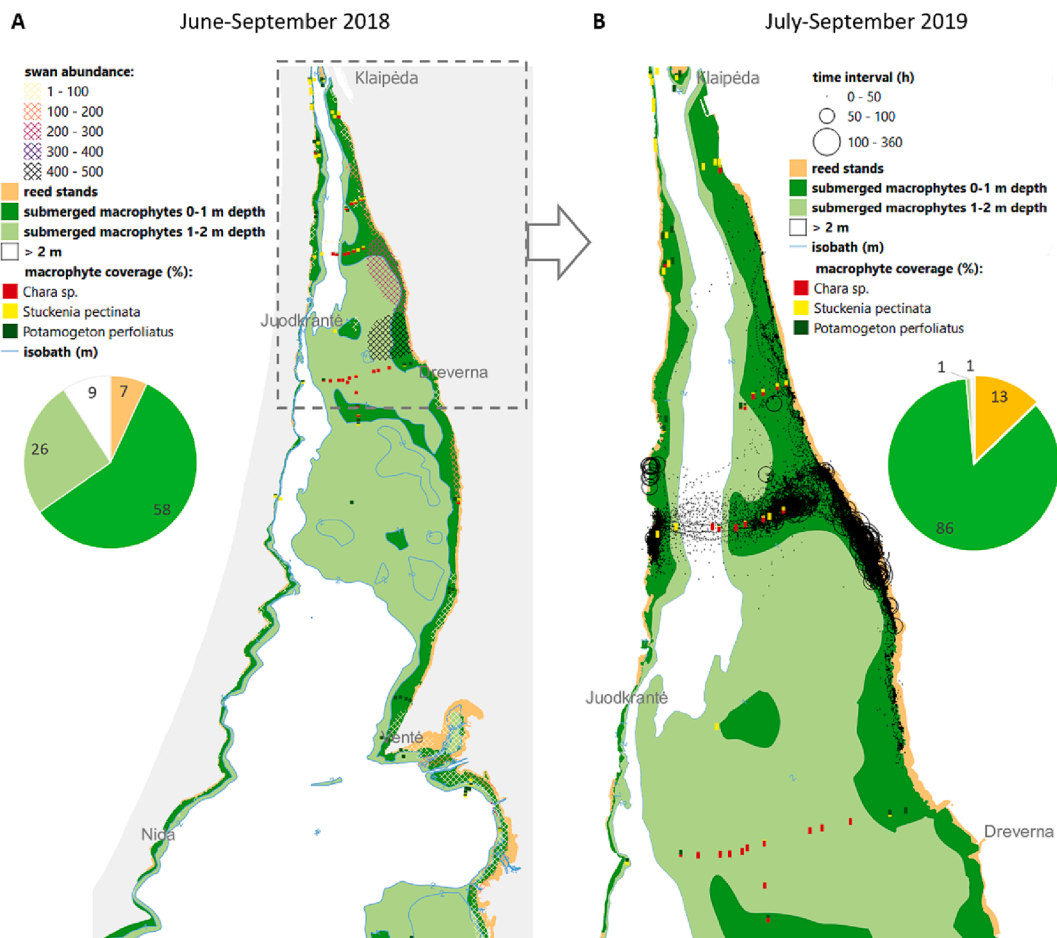 A
June-September 2018
B
July-September 2019
swan abundance:
1 - 100
100 - 200
200 - 300
300 - 400
400 - 500
reed stands
submerged macrophytes 0-1 m depth
submerged macrophytes 1-2 m depth
> 2 m
macrophyte coverage (%):
Chara sp.
Stuckenia pectinata
Potamogeton perfoliatus
isobath (m)
9
7
26
58
Klaipėda
Juodkrantė
Dreverna
Ventė
Nida
Klaipėda
time interval (h)
0 - 50
50 - 100
100 - 360
reed stands
submerged macrophytes 0-1 m depth
submerged macrophytes 1-2 m depth
> 2 m
isobath (m)
macrophyte coverage (%):
Chara sp.
Stuckenia pectinata
Potamogeton perfoliatus
1
1
13
86
Juodkrantė
Dreverna